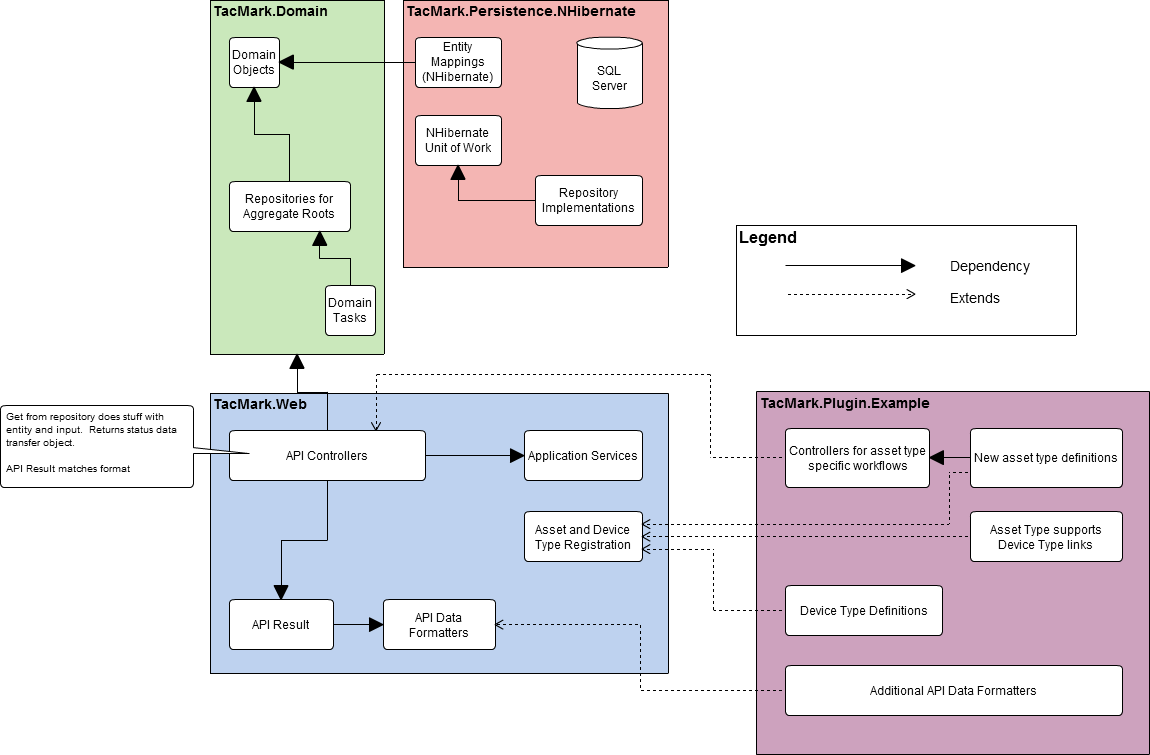 TacMark.Domain
Domain
Objects
Repositories for
Aggregate Roots
Domain
Tasks
TacMark.Persistence.NHibernate
Entity
Mappings
(NHibernate)
SQL
Server
NHibernate
Unit of Work
Repository
Implementations
Legend
Dependency
Extends
Get from repository does stuff with
entity and input.  Returns status data
transfer object.
API Result matches format
TacMark.Web
API Controllers
Application Services
Asset and Device
Type Registration
API Result
API Data
Formatters
TacMark.Plugin.Example
Controllers for asset type
specific workflows
New asset type definitions
Asset Type supports
Device Type links
Device Type Definitions
Additional API Data Formatters